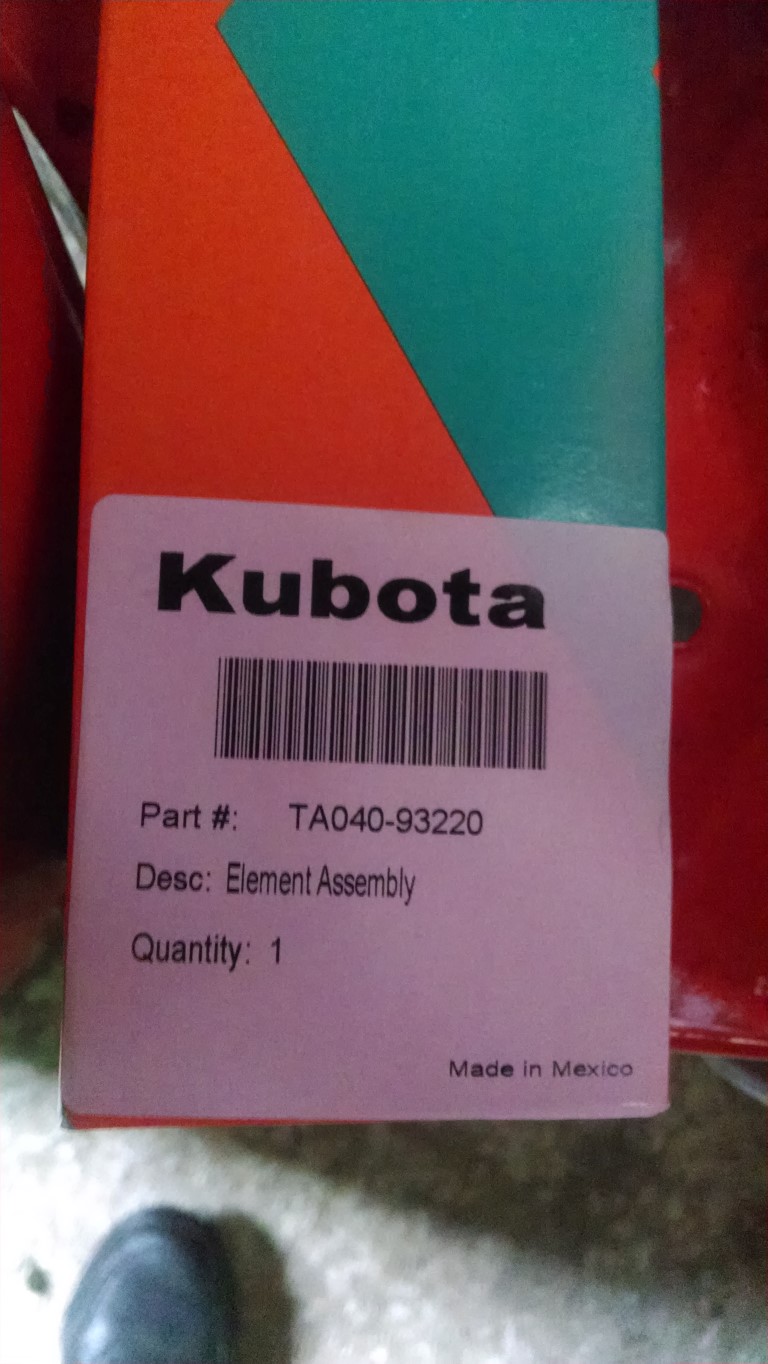 Kubota
Part #: TA040-93220
Desc: Element Assembly
Quantity: 1
Made in Mexico